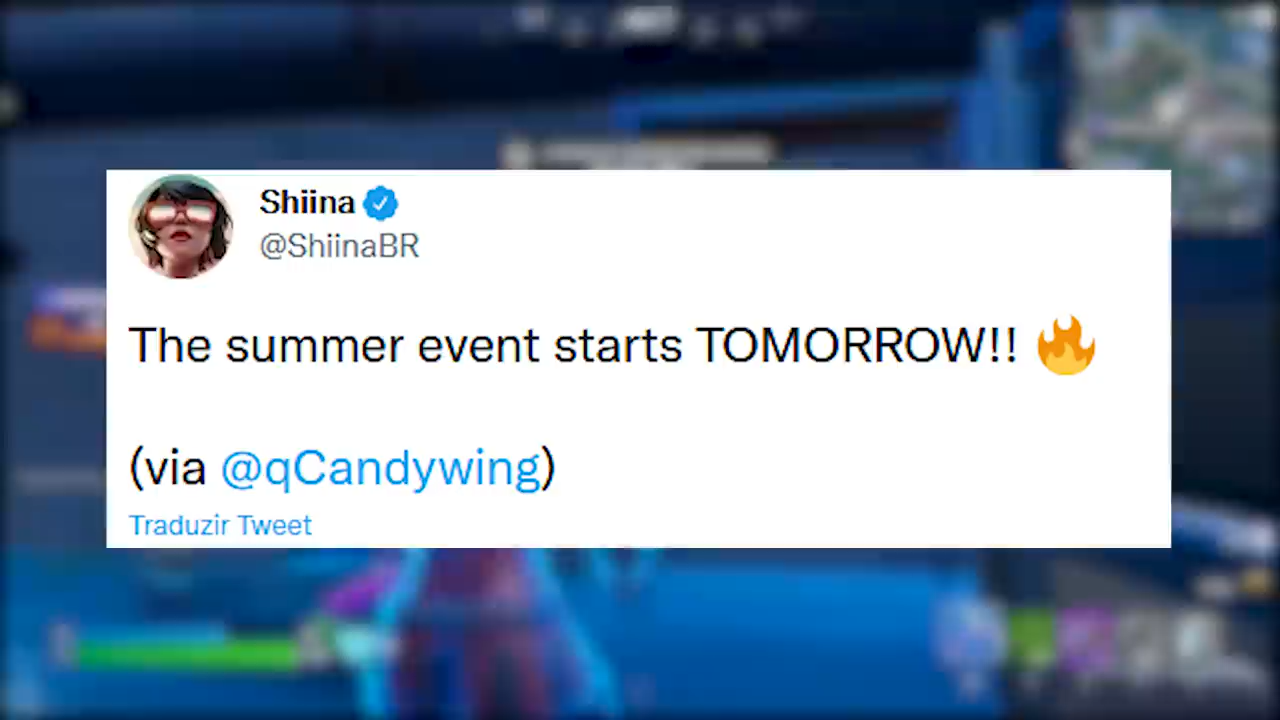 Shiina
@ShiinaBR
The summer event starts TOMORROW!! 🔥
(via @qCandywing)
Traduzir Tweet